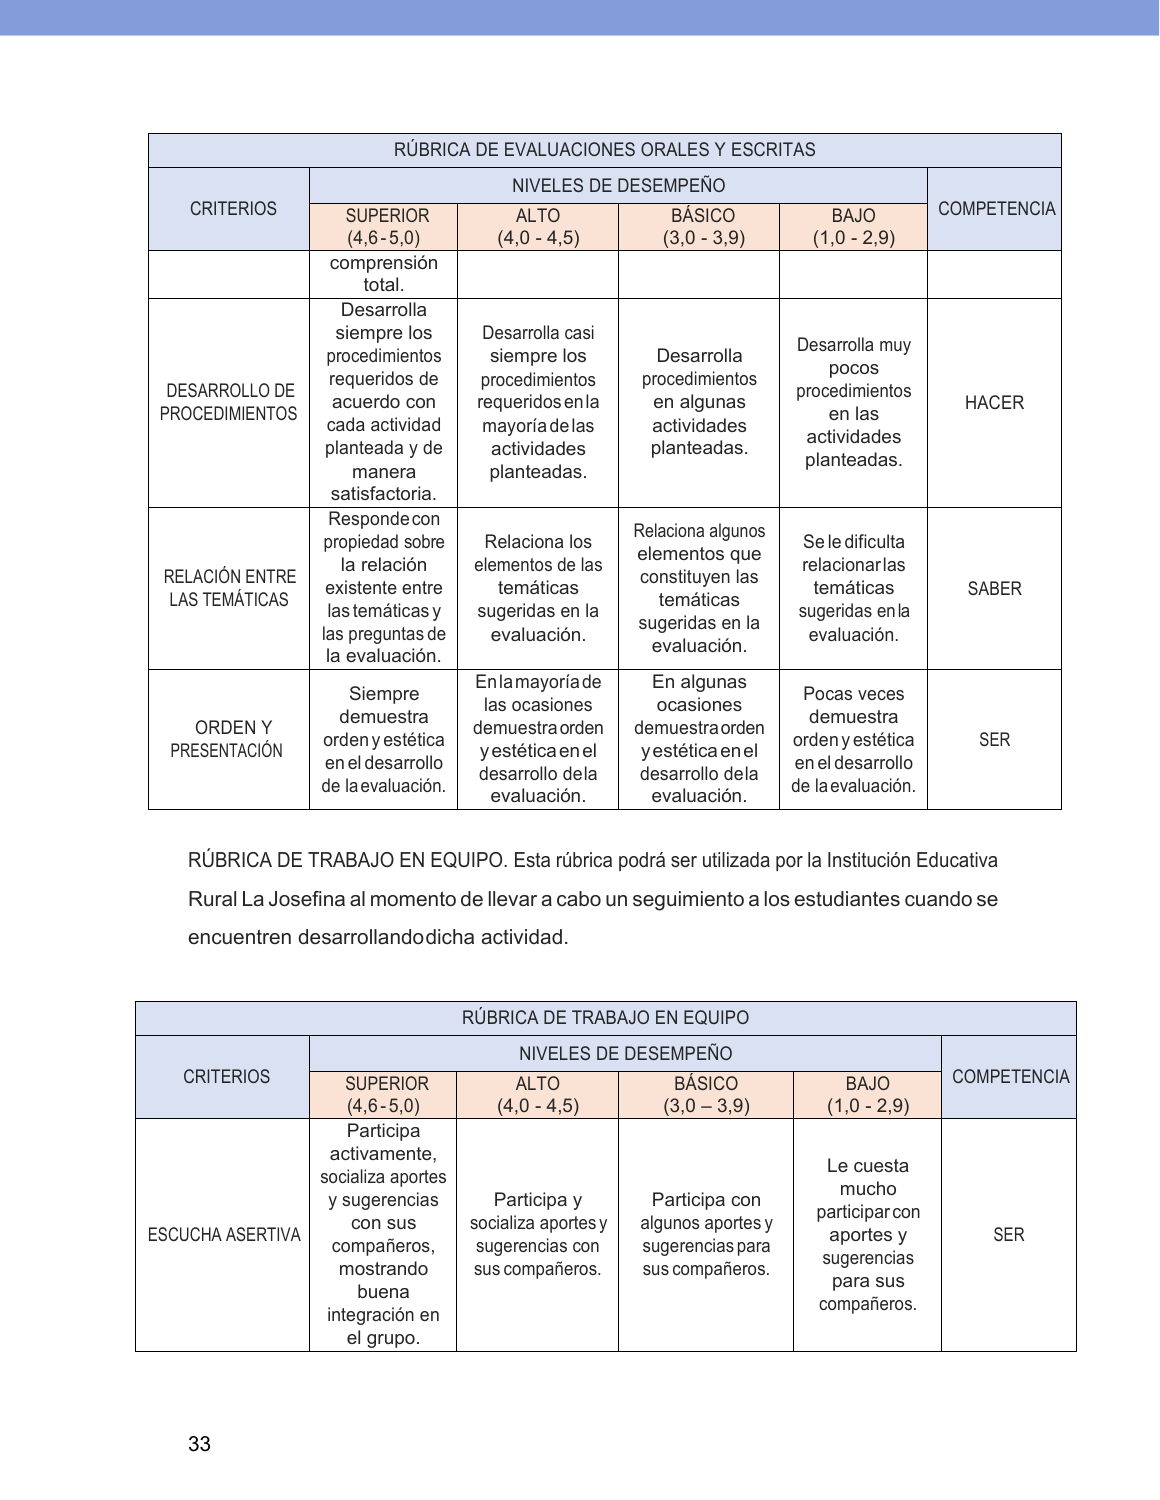 RÚBRICA DE EVALUACIONES ORALES Y ESCRITAS
CRITERIOS
NIVELES DE DESEMPEÑO
COMPETENCIA
SUPERIOR
(4,6 - 5,0)
ALTO
(4,0 - 4,5)
BÁSICO
(3,0 - 3,9)
BAJO
(1,0 - 2,9)
comprensión
total.
DESARROLLO DE
PROCEDIMIENTOS
Desarrolla
siempre los
procedimientos
requeridos de
acuerdo con
cada actividad
planteada y de
manera
satisfactoria.
Desarrolla casi
siempre los
procedimientos
requeridos en la
mayoría de las
actividades
planteadas.
Desarrolla
procedimientos
en algunas
actividades
planteadas.
Desarrolla muy
pocos
procedimientos
en las
actividades
planteadas.
HACER
RELACIÓN ENTRE
LAS TEMÁTICAS
Responde con
propiedad sobre
la relación
existente entre
las temáticas y
las preguntas de
la evaluación.
Relaciona los
elementos de las
temáticas
sugeridas en la
evaluación.
Relaciona algunos
elementos que
constituyen las
temáticas
sugeridas en la
evaluación.
Se le dificulta
relacionar las
temáticas
sugeridas en la
evaluación.
SABER
ORDEN Y
PRESENTACIÓN
Siempre
demuestra
orden y estética
en el desarrollo
de la evaluación.
En la mayoría de
las ocasiones
demuestra orden
y estética en el
desarrollo de la
evaluación.
En algunas
ocasiones
demuestra orden
y estética en el
desarrollo de la
evaluación.
Pocas veces
demuestra
orden y estética
en el desarrollo
de la evaluación.
SER
RÚBRICA DE TRABAJO EN EQUIPO. Esta rúbrica podrá ser utilizada por la Institución Educativa
Rural La Josefina al momento de llevar a cabo un seguimiento a los estudiantes cuando se
encuentren desarrollando dicha actividad.
RÚBRICA DE TRABAJO EN EQUIPO
CRITERIOS
NIVELES DE DESEMPEÑO
COMPETENCIA
SUPERIOR
(4,6 - 5,0)
ALTO
(4,0 - 4,5)
BÁSICO
(3,0 – 3,9)
BAJO
(1,0 - 2,9)
ESCUCHA ASERTIVA
Participa
activamente,
socializa aportes
y sugerencias
con sus
compañeros,
mostrando
buena
integración en
el grupo.
Participa y
socializa aportes y
sugerencias con
sus compañeros.
Participa con
algunos aportes y
sugerencias para
sus compañeros.
Le cuesta
mucho
participar con
aportes y
sugerencias
para sus
compañeros.
SER
33